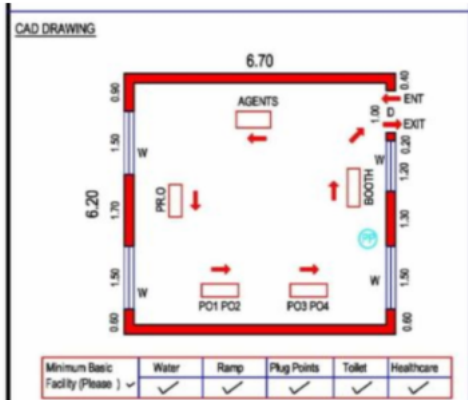 CAD DRAWING
6.70
0.90
0.40
AGENTS
ENT
1.00
D
EXIT
0.20
1.50
W
W
1.20
PR.O
BOOTH
6.20
1.70
1.30
1.50
W
W
1.50
PO1 PO2
PO3 PO4
0.60
0.60
Minimum Basic
Facility (Please )
Water
Ramp
Plug Points
Toilet
Healthcare